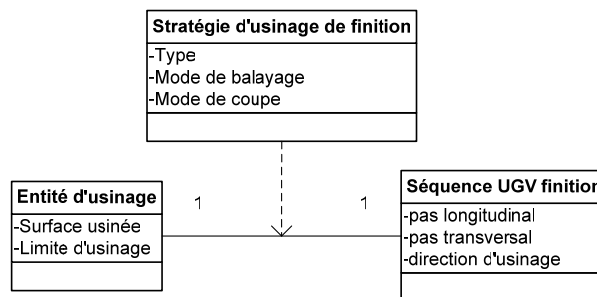 Stratégie d'usinage de finition
-Type
-Mode de balayage
-Mode de coupe
Entité d'usinage
-Surface usinée
-Limite d'usinage
1
1
Séquence UGV finition
-pas longitudinal
-pas transversal
-direction d'usinage